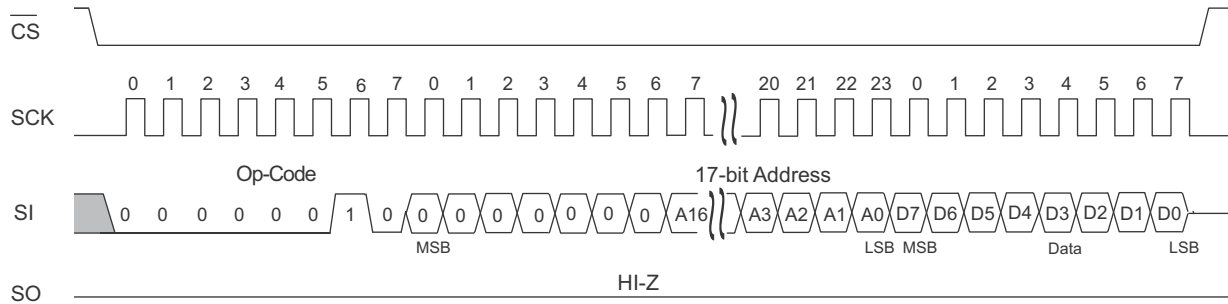 CS
0 1 2 3 4 5 6 7 0 1 2 3 4 5 6 7 20 21 22 23 0 1 2 3 4 5 6 7
SCK
Op-Code 17-bit Address
SI 0 0 0 0 0 0 1 0 0 0 0 0 0 0 0 A16 A3 A2 A1 A0 D7 D6 D5 D4 D3 D2 D1 D0
MSB LSB MSB Data LSB
HI-Z
SO